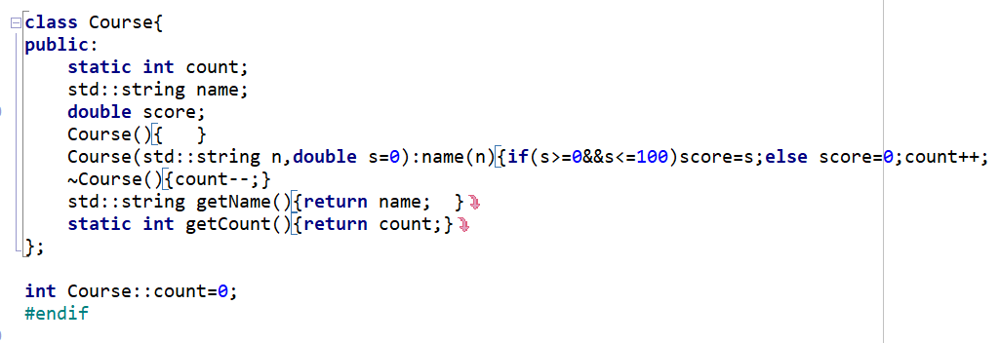 class Course{
public:
    static int count;
    std::string name;
    double score;
    Course(){   }
    Course(std::string n,double s=0):name(n){if(s>=0&&s<=100)score=s;else score=0;count++;
    ~Course(){count--;}
    std::string getName(){return name;  }
    static int getCount(){return count;}
};

int Course::count=0;
#endif